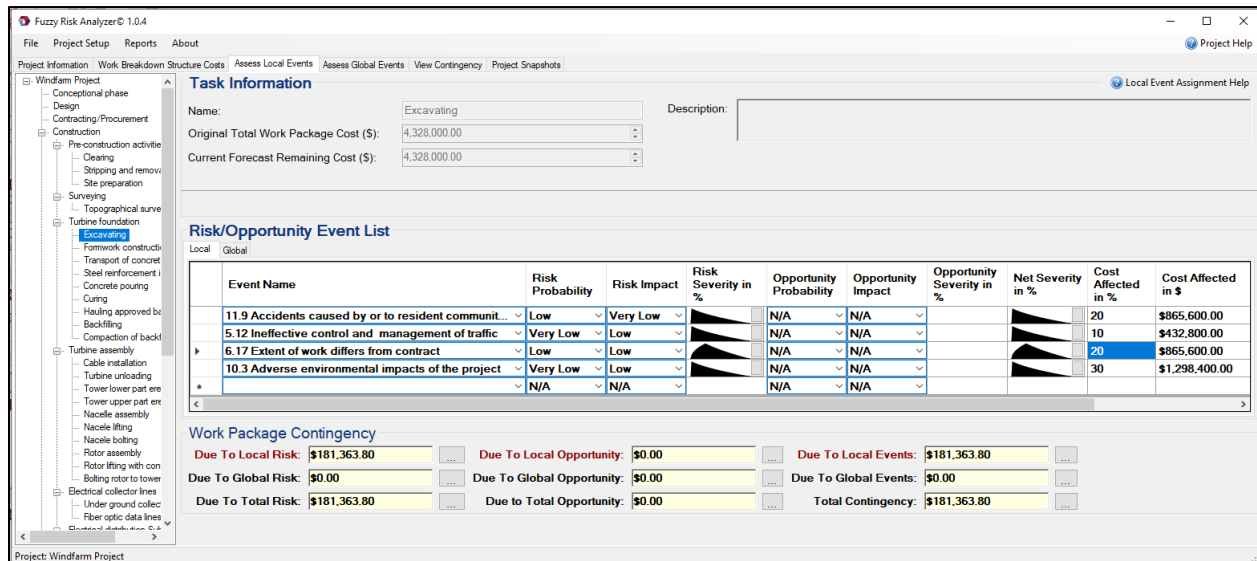 Fuzzy Risk Analyzer© 1.0.4
File Project Setup Reports About Project Help
Project Information Work Breakdown Structure Costs Assess Local Events Assess Global Events View Contingency Project Snapshots
Windfarm Project
Conceptional phase
Design
Contracting/Procurement
Construction
Pre-construction activitie
Clearing
Stripping and remova
Site preparation
Surveying
Topographical surve
Turbine foundation
Excavating
Formwork constructi
Transport of concret
Steel reinforcement i
Concrete pouring
Curing
Hauling approved ba
Backfilling
Compaction of backf
Turbine assembly
Cable installation
Turbine unloading
Tower lower part ere
Tower upper part ere
Nacelle assembly
Nacele lifting
Nacele bolting
Rotor assembly
Rotor lifting with con
Bolting rotor to tower
Electrical collector lines
Under ground collec
Fiber optic data lines
Electrical distribution Sub
Task Information Local Event Assignment Help
Name: Excavating Description:
Original Total Work Package Cost ($): 4,328,000.00
Current Forecast Remaining Cost ($): 4,328,000.00
Risk/Opportunity Event List
Local Global
Event Name Risk Probability Risk Impact Risk Severity in % Opportunity Probability Opportunity Impact Opportunity Severity in % Net Severity in % Cost Affected in % Cost Affected in $
11.9 Accidents caused by or to resident communit... Low Very Low N/A N/A 20 $865,600.00
5.12 Ineffective control and management of traffic Very Low Low N/A N/A 10 $432,800.00
6.17 Extent of work differs from contract Low Low N/A N/A 20 $865,600.00
10.3 Adverse environmental impacts of the project Very Low Low N/A N/A 30 $1,298,400.00
N/A N/A N/A N/A
Work Package Contingency
Due To Local Risk: $181,363.80 ... Due To Local Opportunity: $0.00 ... Due To Local Events: $181,363.80 ...
Due To Global Risk: $0.00 ... Due To Global Opportunity: $0.00 ... Due To Global Events: $0.00 ...
Due To Total Risk: $181,363.80 ... Due to Total Opportunity: $0.00 ... Total Contingency: $181,363.80 ...
Project: Windfarm Project